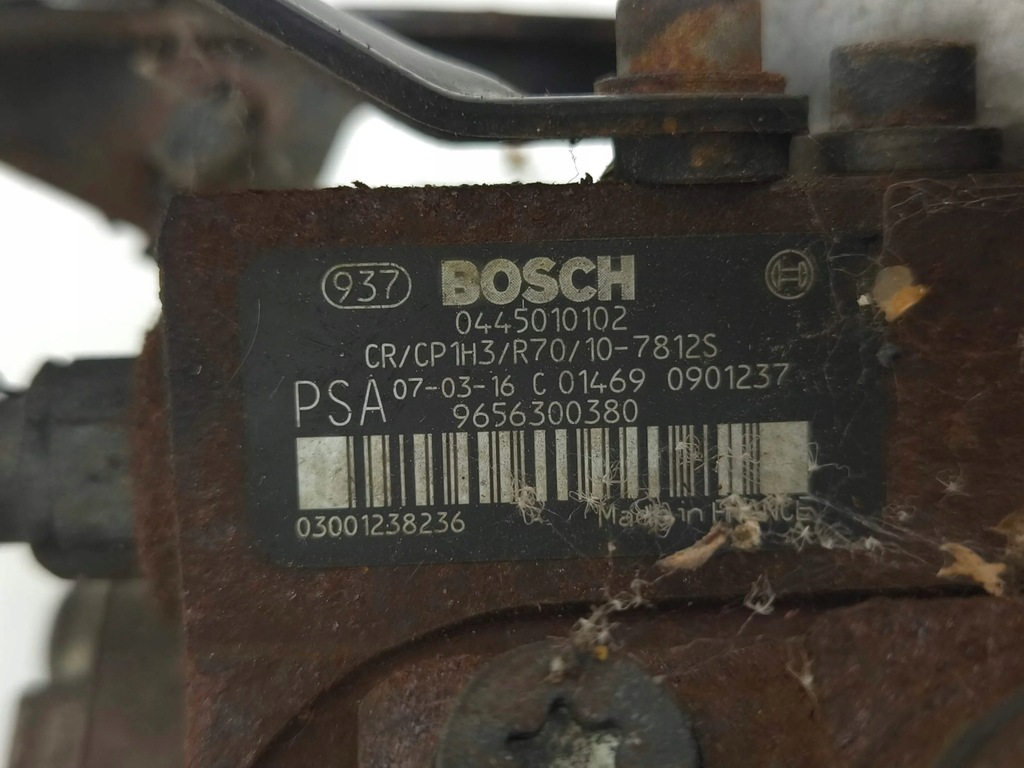 937 BOSCH
0445010102
CR/CP1H3/R70/10-7812S
PSA 07-03-16 C 01469 0901237
9656300380
03001238236 Made in FRANCE